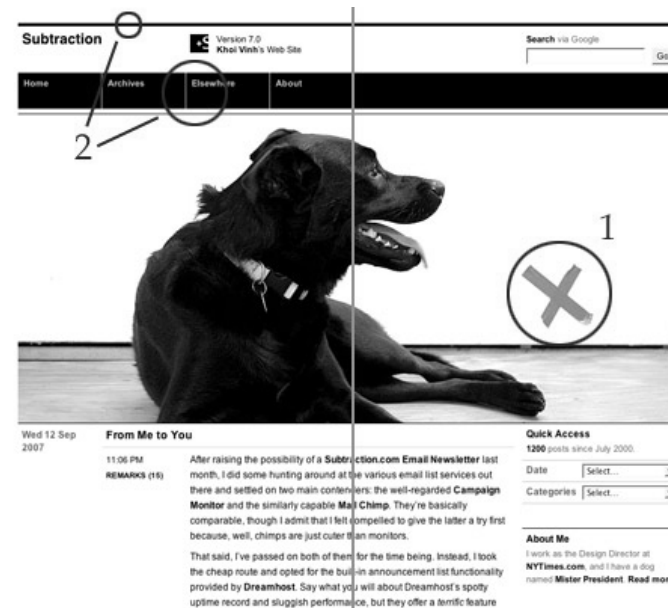 Subtraction
Version 7.0
Khoi Vinh's Web Site
Search via Google
Go
Home Archives Elsewhere About
2
1
Wed 12 Sep
2007
From Me to You
11:06 PM
REMARKS (15)
After raising the possibility of a Subtraction.com Email Newsletter last
month, I did some hunting around at the various email list services out
there and settled on two main contenders: the well-regarded Campaign
Monitor and the similarly capable Mail Chimp. They're basically
comparable, though I admit that I felt compelled to give the latter a try first
because, well, chimps are just cuter than monitors.
That said, I've passed on both of them for the time being. Instead, I took
the cheap route and opted for the built-in announcement list functionality
provided by Dreamhost. Say what you will about Dreamhost's spotty
uptime record and sluggish performance, but they offer a terrific feature
Quick Access
1200 posts since July 2000.
Date Select...
Categories Select...
About Me
I work as the Design Director at
NYTimes.com, and I have a dog
named Mister President. Read mor